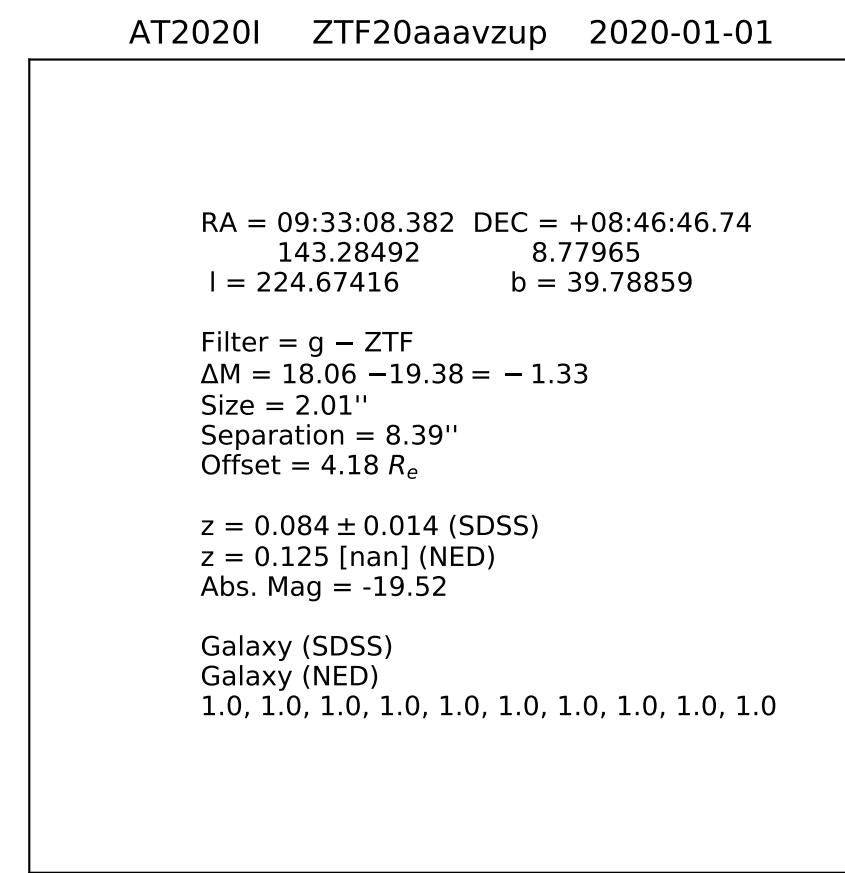 AT2020I ZTF20aaavzup 2020-01-01
RA = 09:33:08.382 DEC = +08:46:46.74
143.28492 8.77965
l = 224.67416 b = 39.78859
Filter = g − ZTF
ΔM = 18.06 −19.38 = − 1.33
Size = 2.01''
Separation = 8.39''
Offset = 4.18 Rₑ
z = 0.084 ± 0.014 (SDSS)
z = 0.125 [nan] (NED)
Abs. Mag = -19.52
Galaxy (SDSS)
Galaxy (NED)
1.0, 1.0, 1.0, 1.0, 1.0, 1.0, 1.0, 1.0, 1.0, 1.0